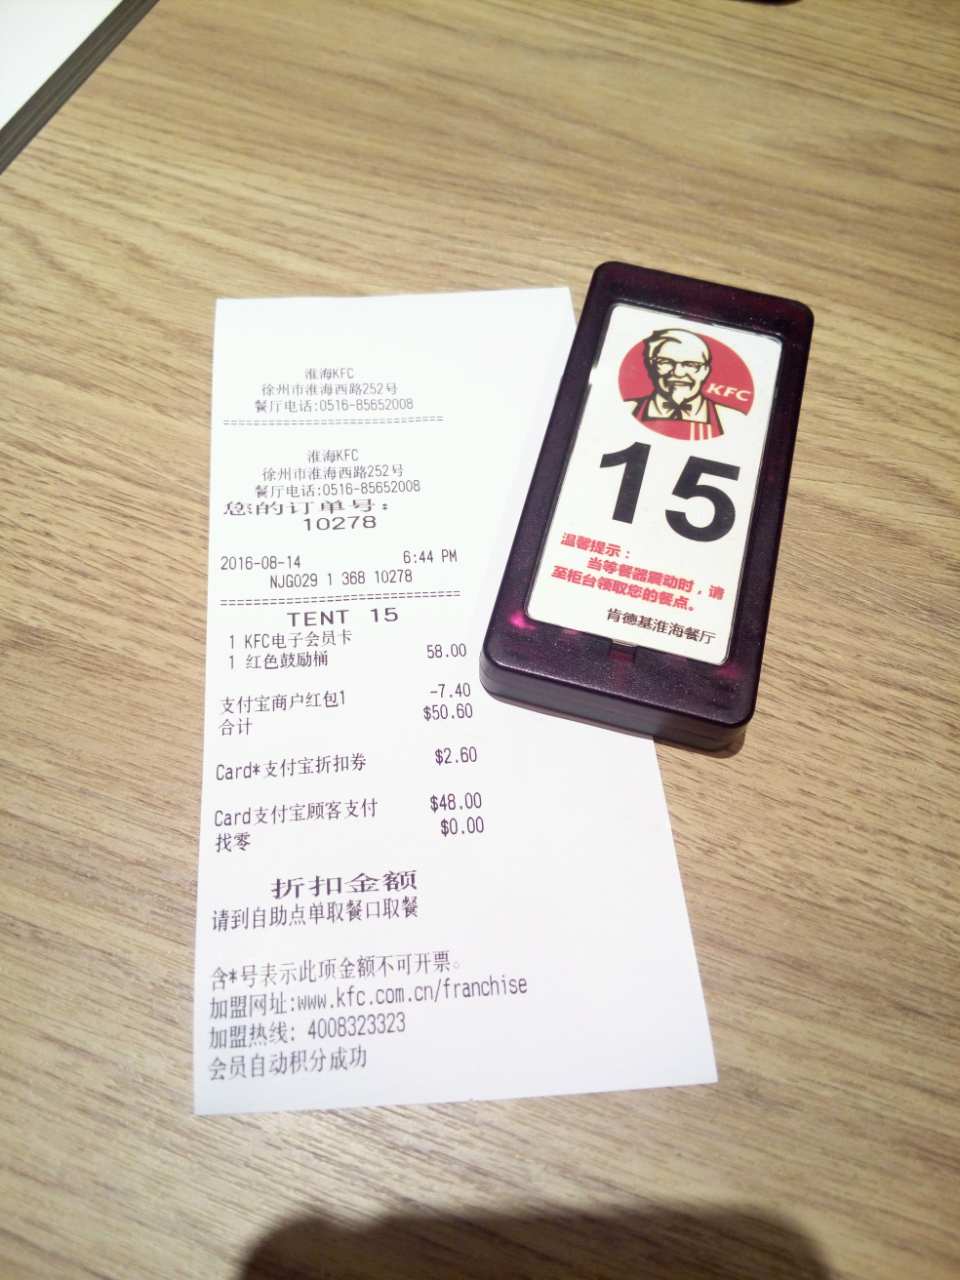 淮海KFC
徐州市淮海西路252号
餐厅电话:0516-85652008
==============================
淮海KFC
徐州市淮海西路252号
餐厅电话:0516-85652008
您的订单号:
10278
2016-08-14 6:44 PM
NJG029 1 368 10278
==============================
TENT 15
1 KFC电子会员卡
1 红色鼓励桶 58.00
支付宝商户红包1 -7.40
合计 $50.60
Card*支付宝折扣券 $2.60
Card支付宝顾客支付 $48.00
找零 $0.00
折扣金额
请到自助点单取餐口取餐
含*号表示此项金额不可开票。
加盟网址:www.kfc.com.cn/franchise
加盟热线: 4008323323
会员自动积分成功
KFC
15
温馨提示：
当等餐器震动时，请
至柜台领取您的餐点。
肯德基淮海餐厅